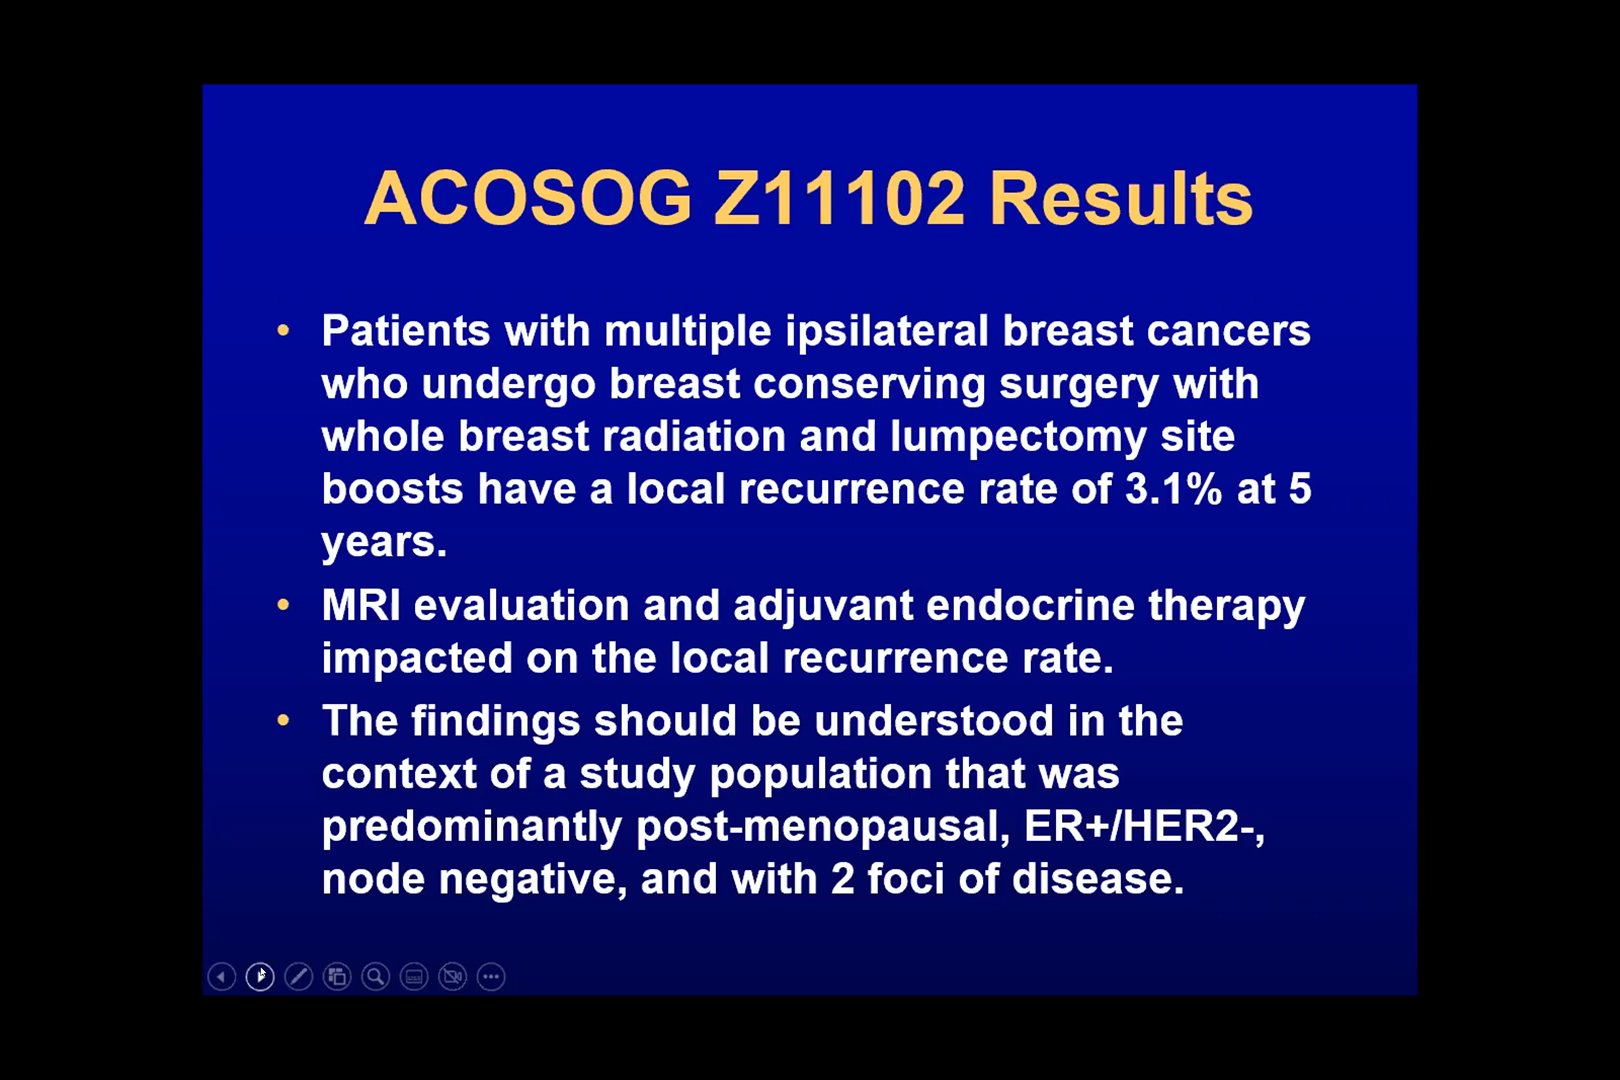 ACOSOG Z11102 Results
• Patients with multiple ipsilateral breast cancers
who undergo breast conserving surgery with
whole breast radiation and lumpectomy site
boosts have a local recurrence rate of 3.1% at 5
years.
• MRI evaluation and adjuvant endocrine therapy
impacted on the local recurrence rate.
• The findings should be understood in the
context of a study population that was
predominantly post-menopausal, ER+/HER2-,
node negative, and with 2 foci of disease.